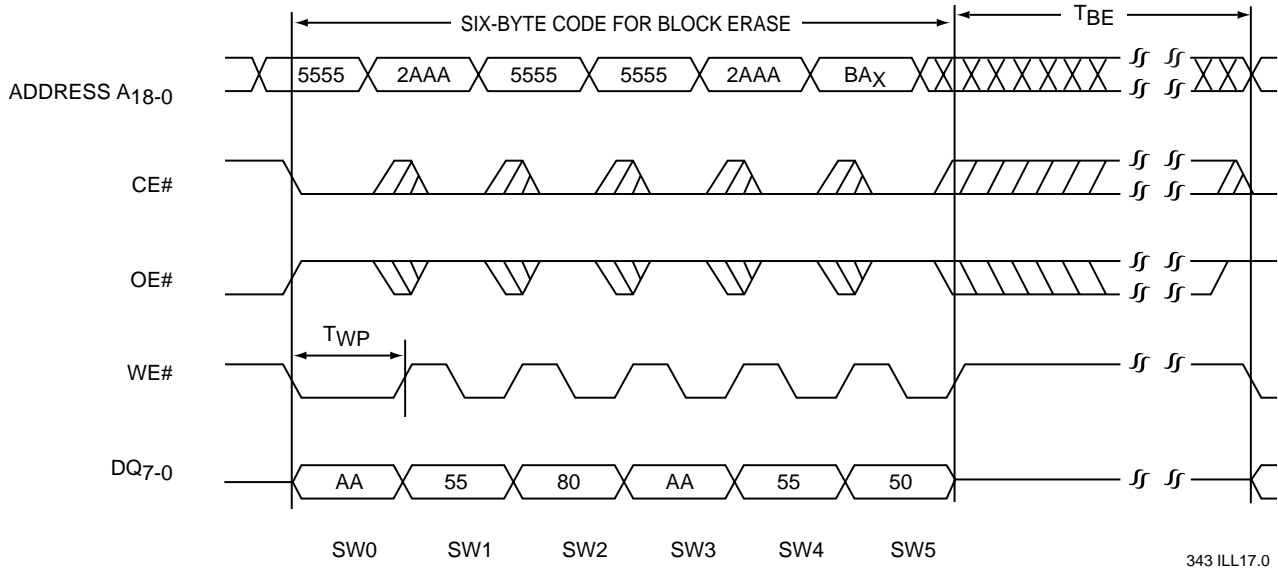 SIX-BYTE CODE FOR BLOCK ERASE
TBE
ADDRESS A18-0
5555 2AAA 5555 5555 2AAA BAX
CE#
OE#
TWP
WE#
DQ7-0
AA 55 80 AA 55 50
SW0 SW1 SW2 SW3 SW4 SW5
343 ILL17.0